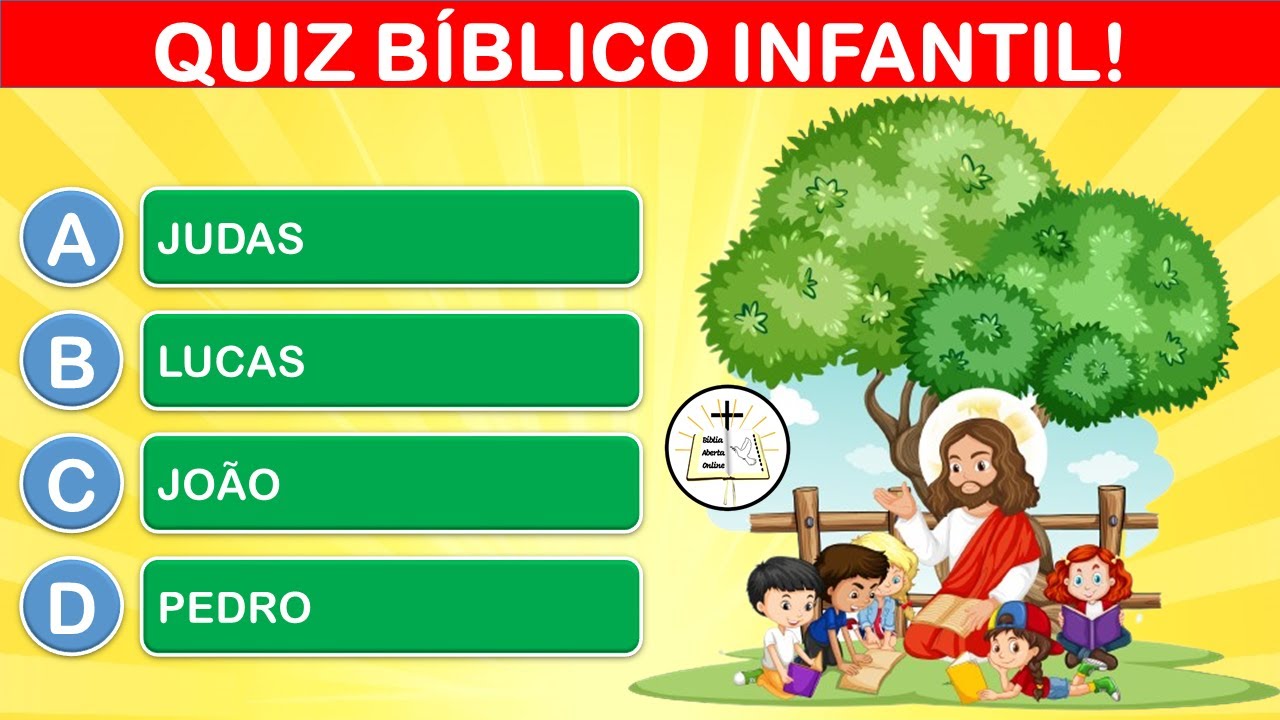 QUIZ BÍBLICO INFANTIL!
A JUDAS
B LUCAS
C JOÃO
D PEDRO
Bíblia
Aberta
Online